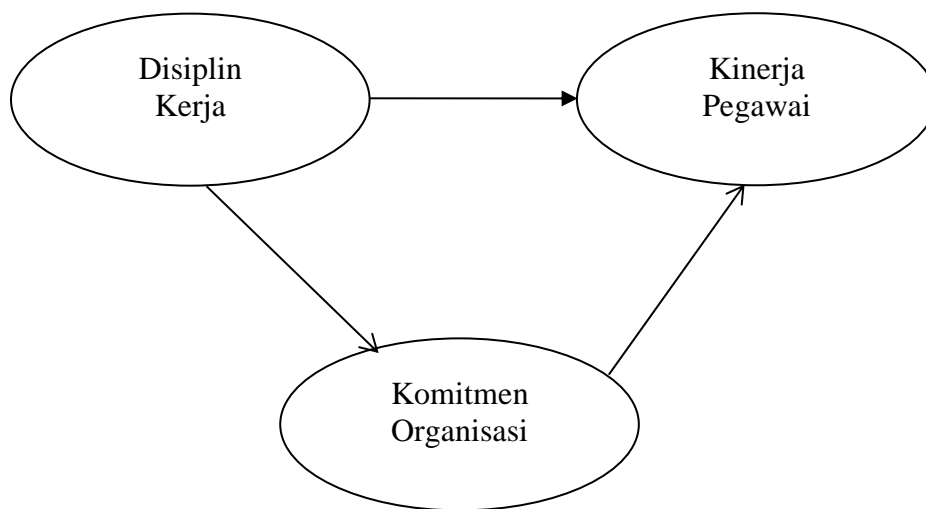 Disiplin
Kerja
Kinerja
Pegawai
Komitmen
Organisasi